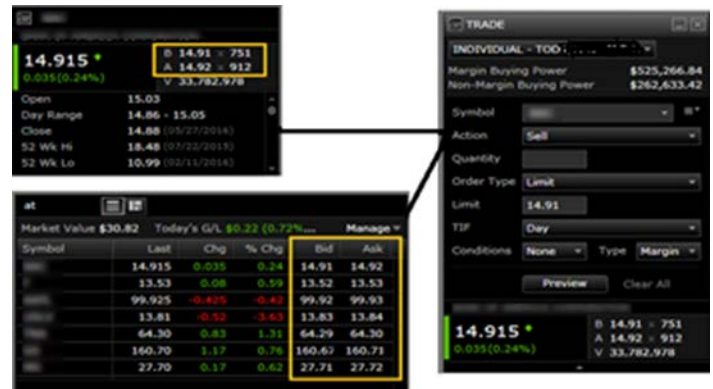 14.915
0.035(0.24%)
B 14.91 x 751
A 14.92 x 912
V 33,782,978
Open 15.03
Day Range 14.86 - 15.05
Close 14.88 (05/27/2016)
52 Wk Hi 18.48 (07/22/2015)
52 Wk Lo 10.99 (02/11/2016)
at
Market Value $30.82 Today's G/L $0.22 (0.72%... Manage
Symbol Last Chg % Chg Bid Ask
14.915 0.035 0.24 14.91 14.92
13.53 0.08 0.59 13.52 13.53
99.925 -0.425 -0.42 99.92 99.93
13.81 -0.52 -3.63 13.83 13.84
64.30 0.83 1.31 64.29 64.30
160.70 1.17 0.76 160.67 160.71
27.70 0.17 0.62 27.71 27.72
TRADE
INDIVIDUAL - TOD
Margin Buying Power $525,266.84
Non-Margin Buying Power $262,633.42
Symbol
Action Sell
Quantity
Order Type Limit
Limit 14.91
TIF Day
Conditions None Type Margin
Preview Clear All
14.915
0.035(0.24%)
B 14.91 x 751
A 14.92 x 912
V 33.782.978